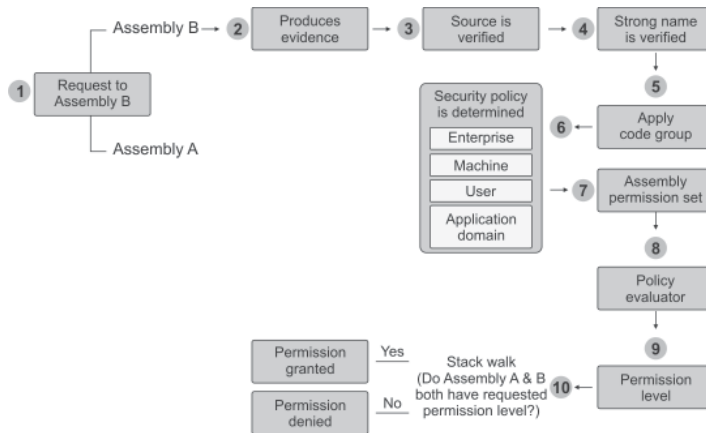 Assembly B
2
Produces
evidence
3
Source is
verified
4
Strong name
is verified
1
Request to
Assembly B
5
Assembly A
Security policy
is determined
Enterprise
Machine
User
Application
domain
6
Apply
code group
7
Assembly
permission set
8
Policy
evaluator
9
Permission
level
10
Stack walk
(Do Assembly A & B
both have requested
permission level?)
Yes
Permission
granted
No
Permission
denied